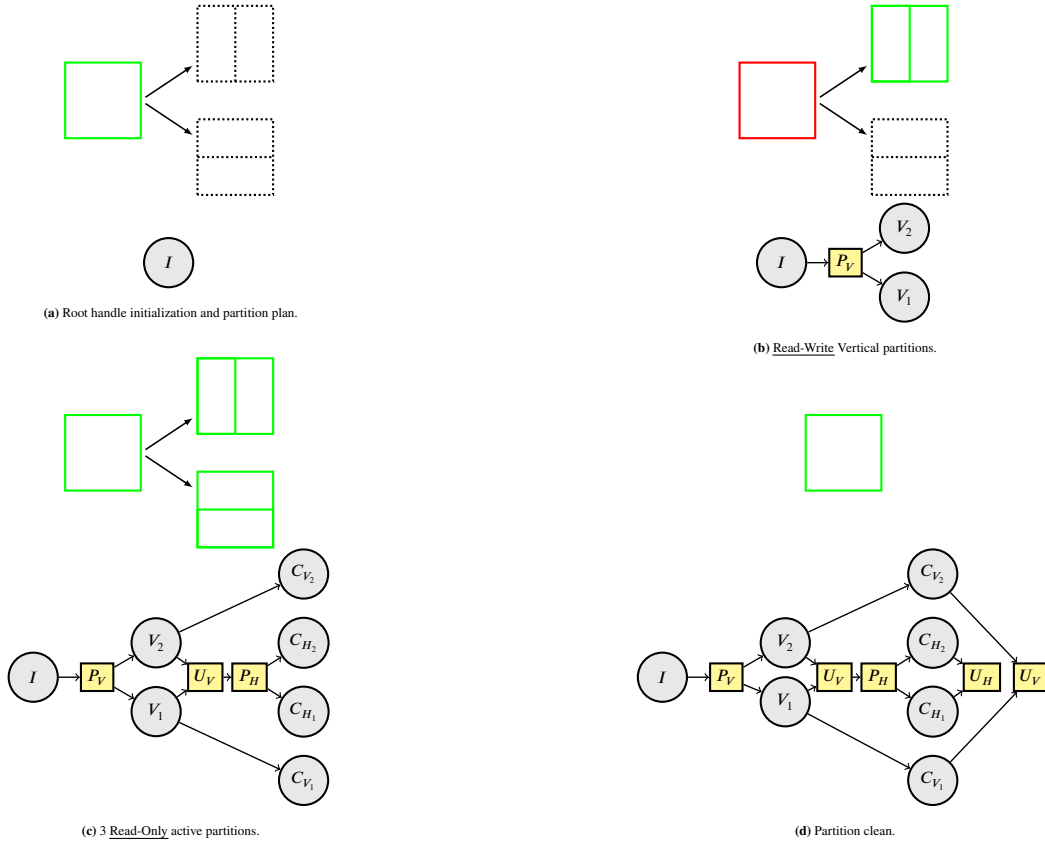 I
(a) Root handle initialization and partition plan.
V2
I
PV
V1
(b) Read-Write Vertical partitions.
CV2
V2
CH2
I
PV
UV
PH
V1
CH1
CV1
(c) 3 Read-Only active partitions.
CV2
V2
CH2
I
PV
UV
PH
UH
UV
V1
CH1
CV1
(d) Partition clean.